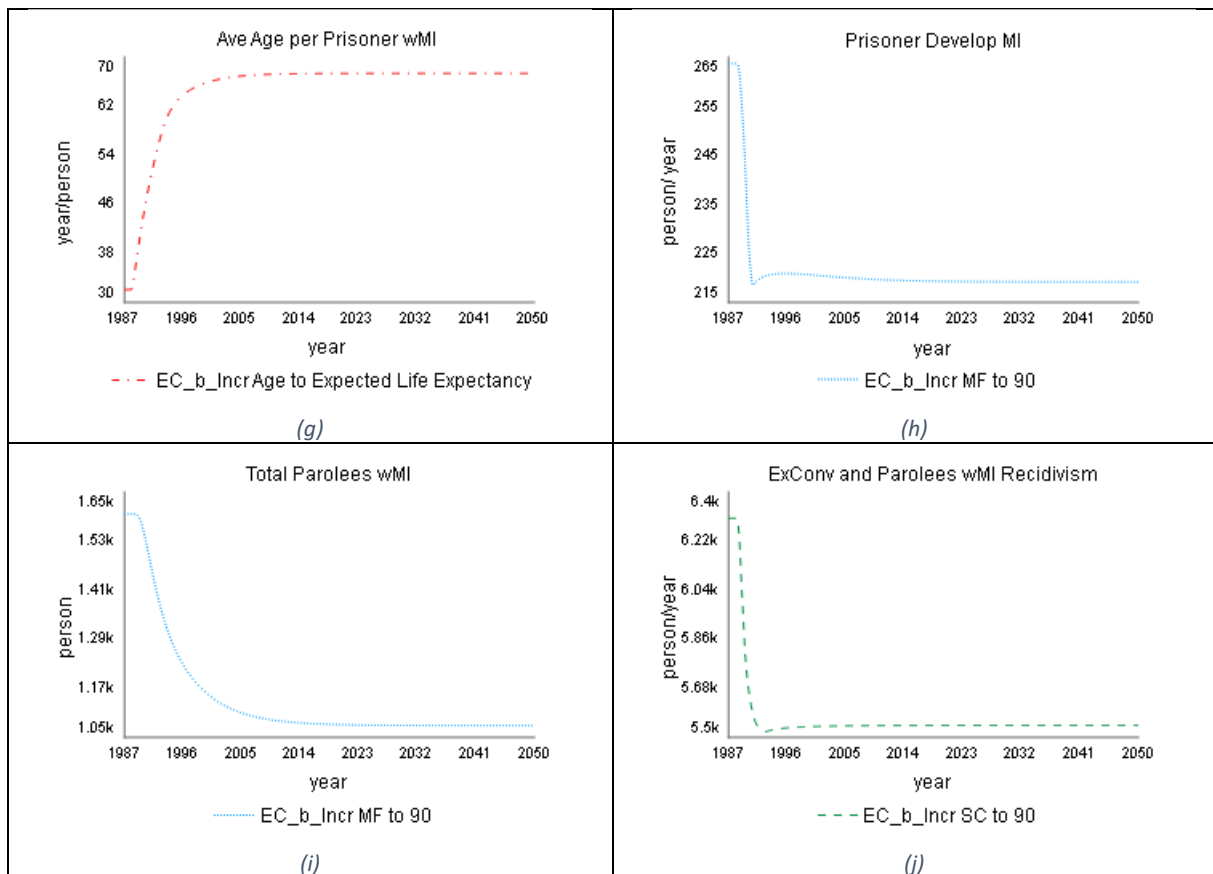 Ave Age per Prisoner wMI
70
62
54
46
38
30
year/person
1987 1996 2005 2014 2023 2032 2041 2050
year
EC_b_Incr Age to Expected Life Expectancy
(g)
Prisoner Develop MI
265
255
245
235
225
215
person/ year
1987 1996 2005 2014 2023 2032 2041 2050
year
EC_b_Incr MF to 90
(h)
Total Parolees wMI
1.65k
1.53k
1.41k
1.29k
1.17k
1.05k
person
1987 1996 2005 2014 2023 2032 2041 2050
year
EC_b_Incr MF to 90
(i)
ExConv and Parolees wMI Recidivism
6.4k
6.22k
6.04k
5.86k
5.68k
5.5k
person/year
1987 1996 2005 2014 2023 2032 2041 2050
year
EC_b_Incr SC to 90
(j)